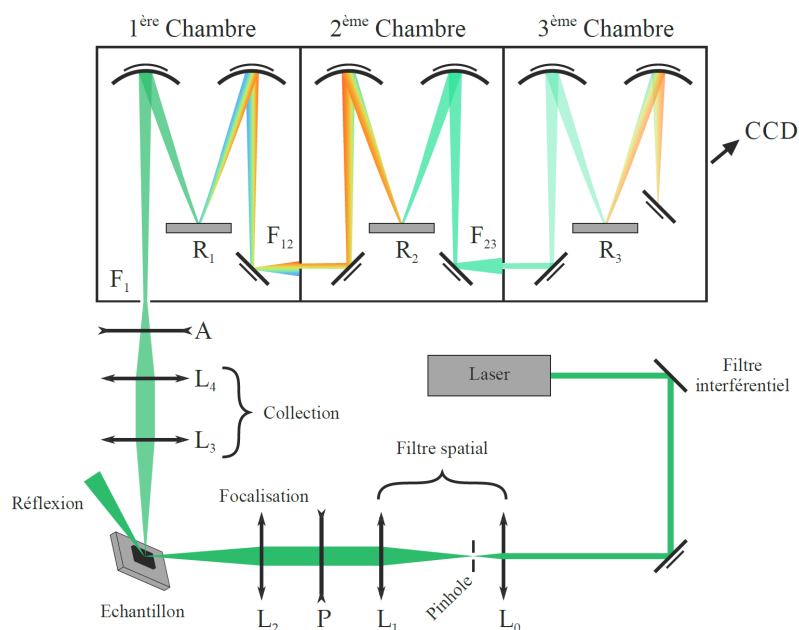 1ère Chambre
2ème Chambre
3ème Chambre
CCD
R1
F12
R2
F23
R3
F1
A
L4
Collection
L3
Laser
Filtre
interférentiel
Filtre spatial
Focalisation
Réflexion
Echantillon
L2
P
L1
Pinhole
L0